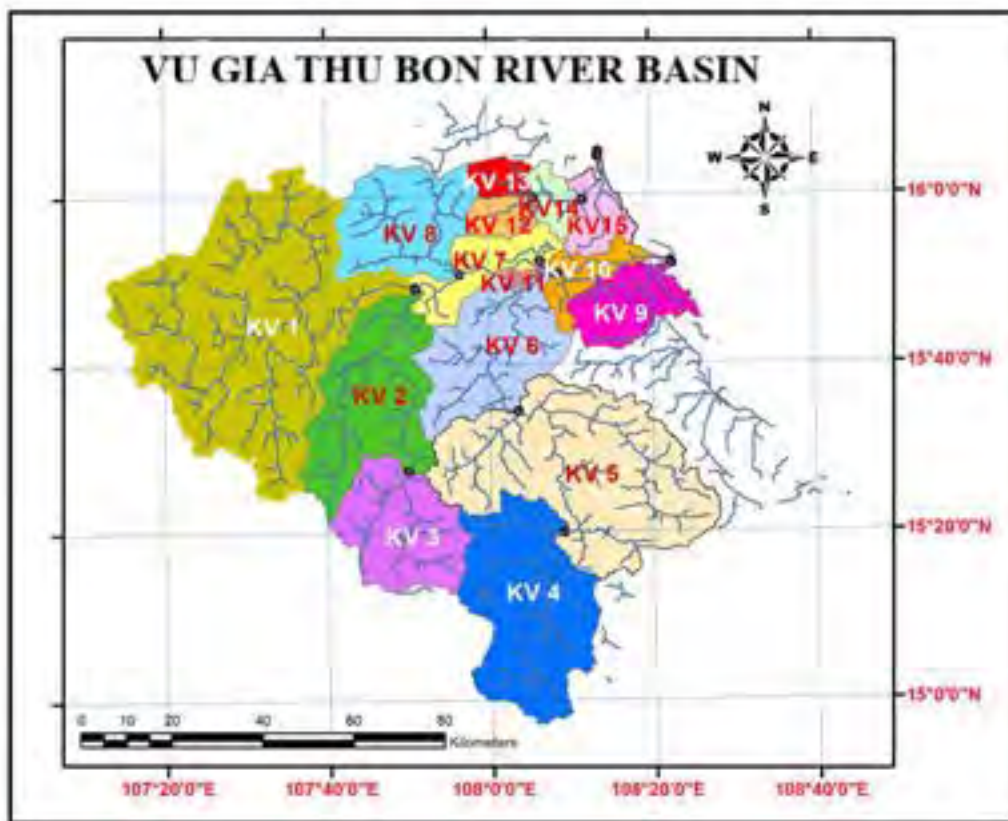 VU GIA THU BON RIVER BASIN
N
W E
S
16°0'0"N
KV 13
KV14
KV 12
KV15
KV 8
KV 7
KV 10
KV 11
KV 9
KV 1
KV 6
15°40'0"N
KV 2
KV 5
15°20'0"N
KV 3
KV 4
15°0'0"N
0 10 20 40 60 80
Kilometers
107°20'0"E 107°40'0"E 108°0'0"E 108°20'0"E 108°40'0"E